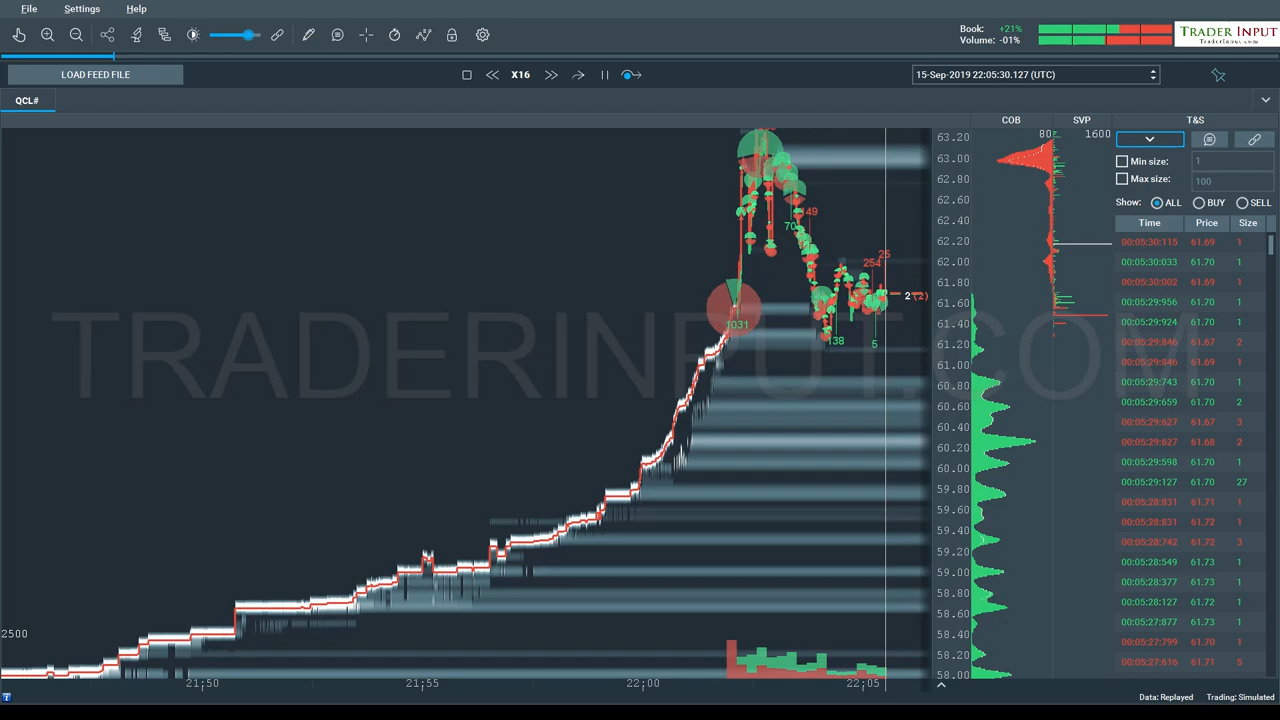 File Settings Help
Book: +21%
Volume: -01%
TRADER INPUT
TraderInput.com
LOAD FEED FILE X16 15-Sep-2019 22:05:30.127 (UTC)
QCL#
COB SVP T&S
80 1600
63.20
63.00
62.80
62.60
62.40
62.20
62.00
61.80
61.60
61.40
61.20
61.00
60.80
60.60
60.40
60.20
60.00
59.80
59.60
59.40
59.20
59.00
58.80
58.60
58.40
58.20
58.00
149
70
254
25
2 (2)
1031
138
5
TRADERINPUT.COM
2500
21;50 21;55 22;00 22;05
Min size: 1
Max size: 100
Show: ALL BUY SELL
Time Price Size
00:05:30:115 61.69 1
00:05:30:033 61.70 1
00:05:30:002 61.69 1
00:05:29:956 61.70 1
00:05:29:924 61.70 1
00:05:29:846 61.67 2
00:05:29:846 61.69 1
00:05:29:743 61.70 1
00:05:29:659 61.70 2
00:05:29:627 61.67 3
00:05:29:627 61.68 2
00:05:29:598 61.70 1
00:05:29:127 61.70 27
00:05:28:831 61.71 1
00:05:28:831 61.72 1
00:05:28:742 61.72 3
00:05:28:549 61.73 1
00:05:28:377 61.73 1
00:05:28:127 61.72 1
00:05:27:877 61.73 1
00:05:27:799 61.70 1
00:05:27:616 61.71 5
Data: Replayed Trading: Simulated